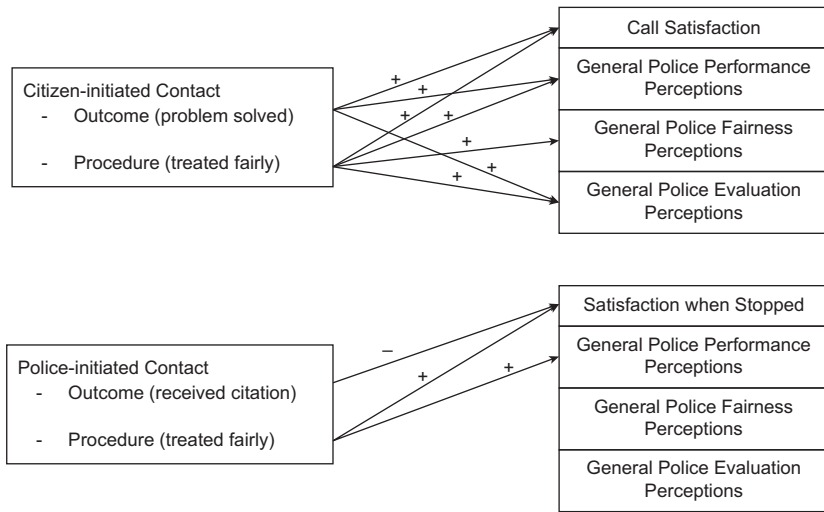 Citizen-initiated Contact
- Outcome (problem solved)
- Procedure (treated fairly)
+
+
+
+
+
+
+
Call Satisfaction
General Police Performance
Perceptions
General Police Fairness
Perceptions
General Police Evaluation
Perceptions
Police-initiated Contact
- Outcome (received citation)
- Procedure (treated fairly)
–
+
+
Satisfaction when Stopped
General Police Performance
Perceptions
General Police Fairness
Perceptions
General Police Evaluation
Perceptions